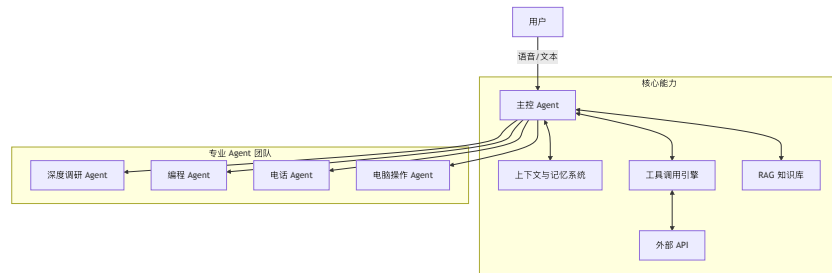 用户
语音/文本
核心能力
主控 Agent
专业 Agent 团队
深度调研 Agent
编程 Agent
电话 Agent
电脑操作 Agent
上下文与记忆系统
工具调用引擎
RAG 知识库
外部 API